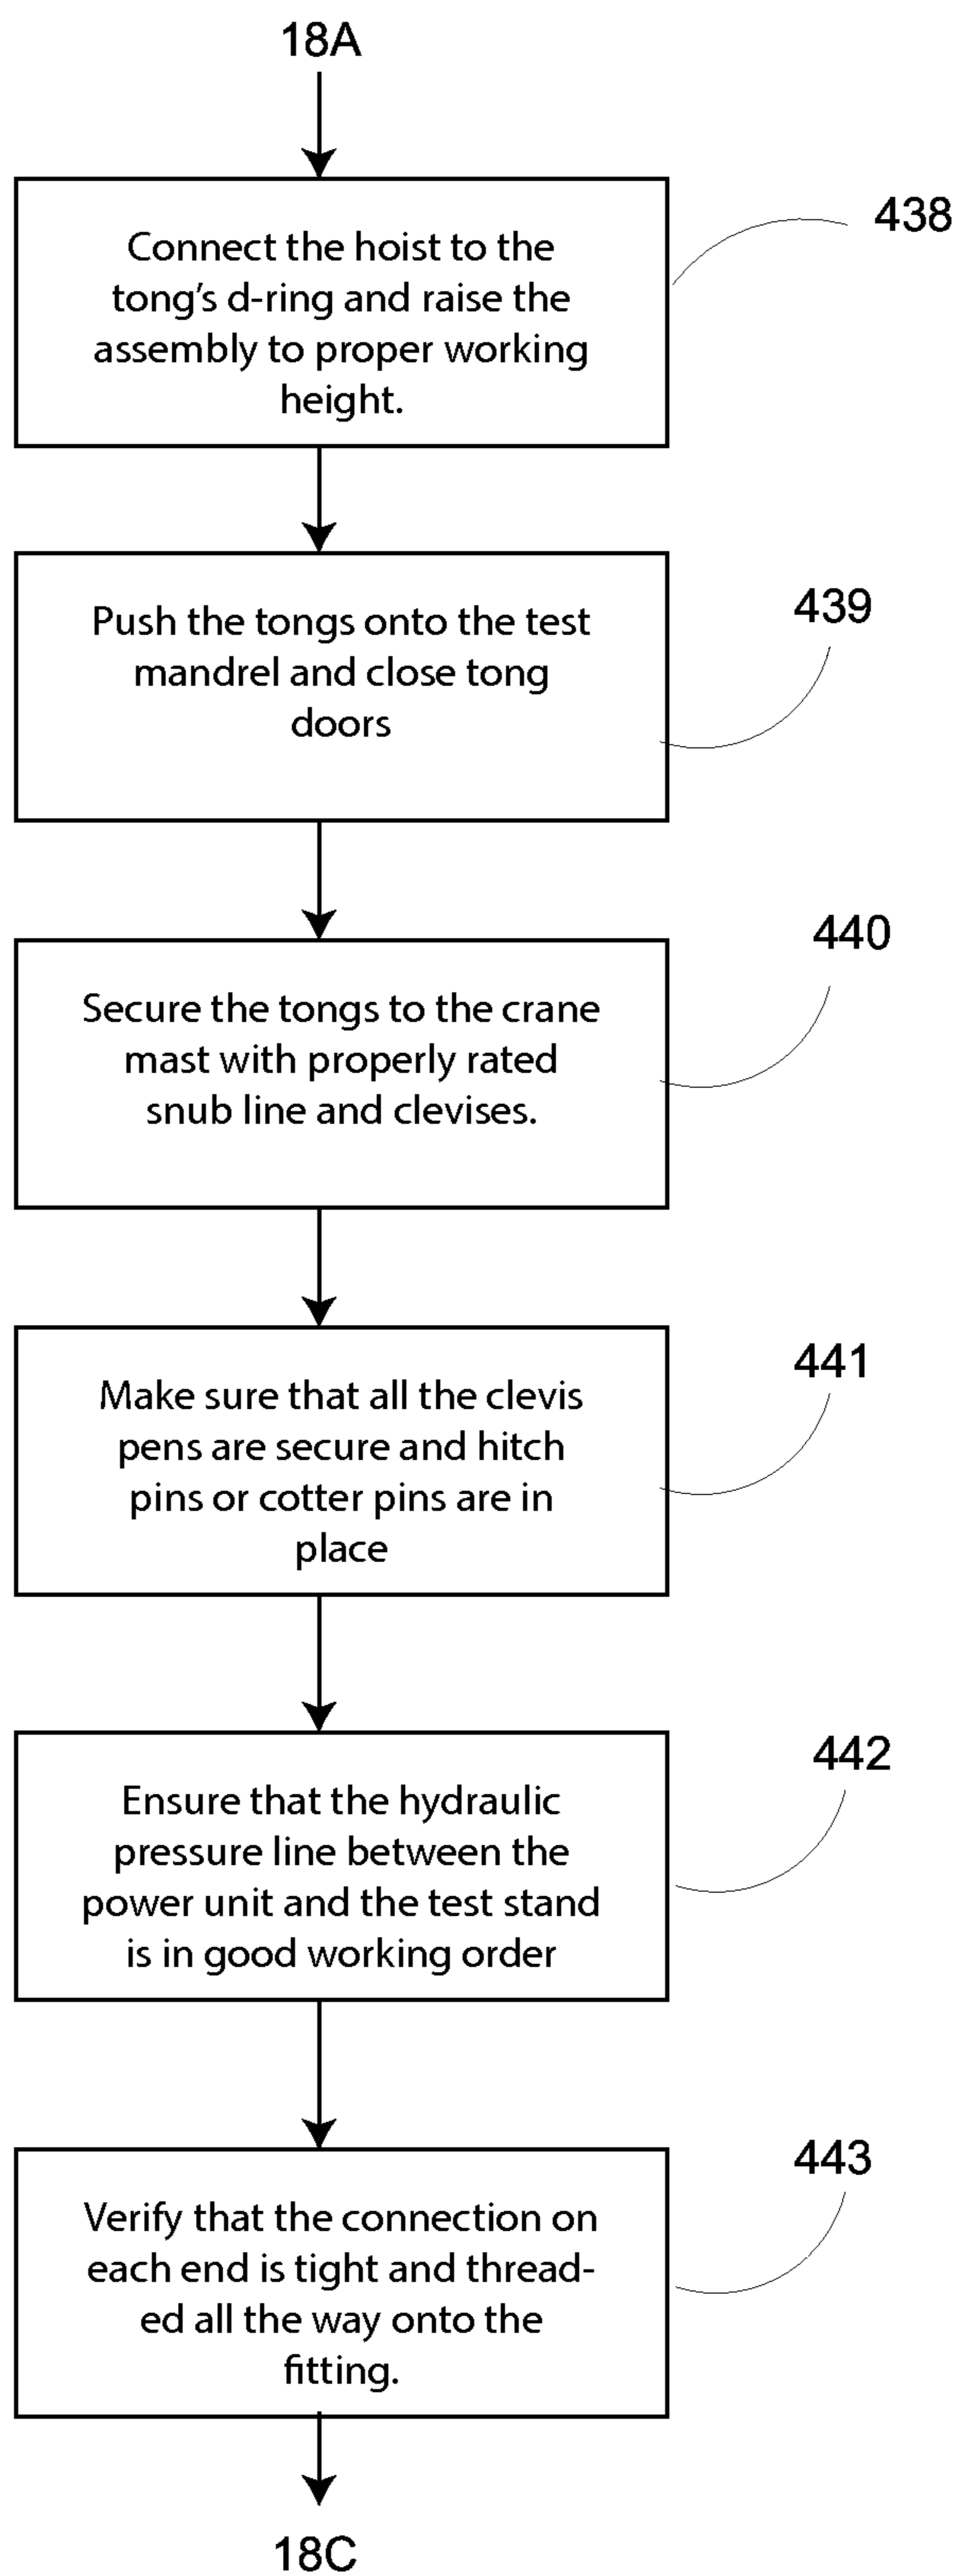 18A
Connect the hoist to the
tong’s d-ring and raise the
assembly to proper working
height.
438
Push the tongs onto the test
mandrel and close tong
doors
439
Secure the tongs to the crane
mast with properly rated
snub line and clevises.
440
Make sure that all the clevis
pens are secure and hitch
pins or cotter pins are in
place
441
Ensure that the hydraulic
pressure line between the
power unit and the test stand
is in good working order
442
Verify that the connection on
each end is tight and thread-
ed all the way onto the
fitting.
443
18C